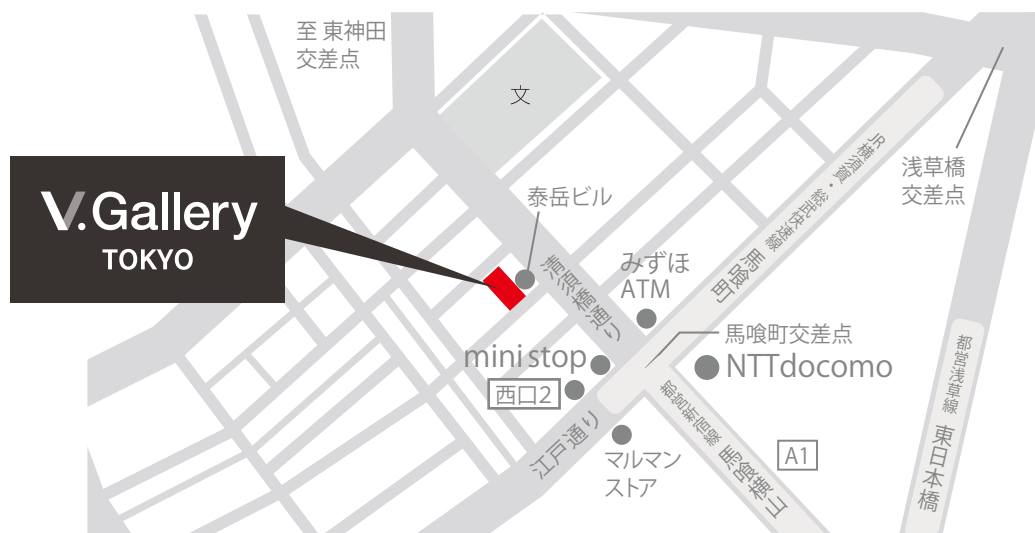 至 東神田
交差点
文
V.Gallery
TOKYO
泰岳ビル
清須橋通り
みずほ
ATM
JR横須賀・総武快速線 馬喰町
浅草橋
交差点
馬喰町交差点
mini stop
西口2
NTTdocomo
江戸通り
マルマン
ストア
都営新宿線 馬喰横山
A1
都営浅草線 東日本橋